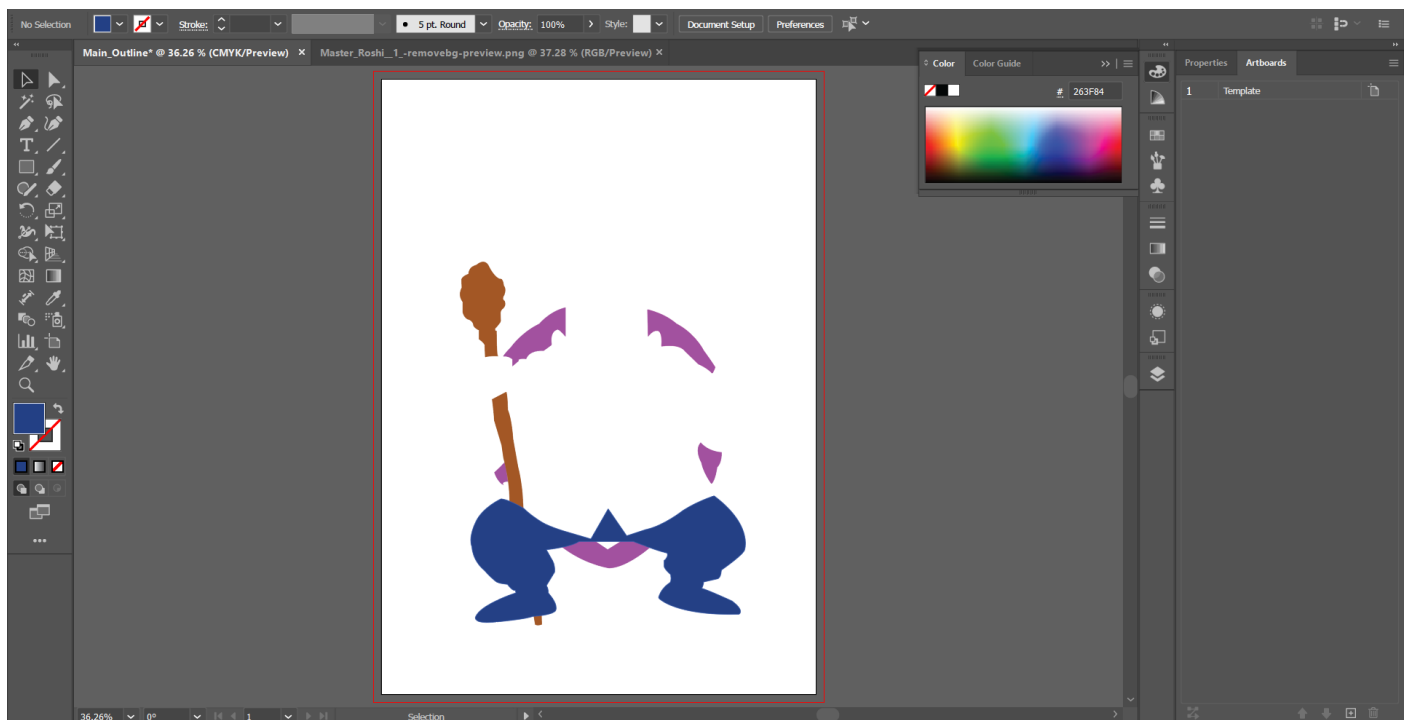 No Selection
Stroke:
5 pt. Round
Opacity: 100%
Style:
Document Setup
Preferences
Main_Outline* @ 36.26 % (CMYK/Preview) ×
Master_Roshi__1_-removebg-preview.png @ 37.28 % (RGB/Preview) ×
Color
Color Guide
# 263F84
Properties
Artboards
1 Template
36.26%
0°
1
Selection